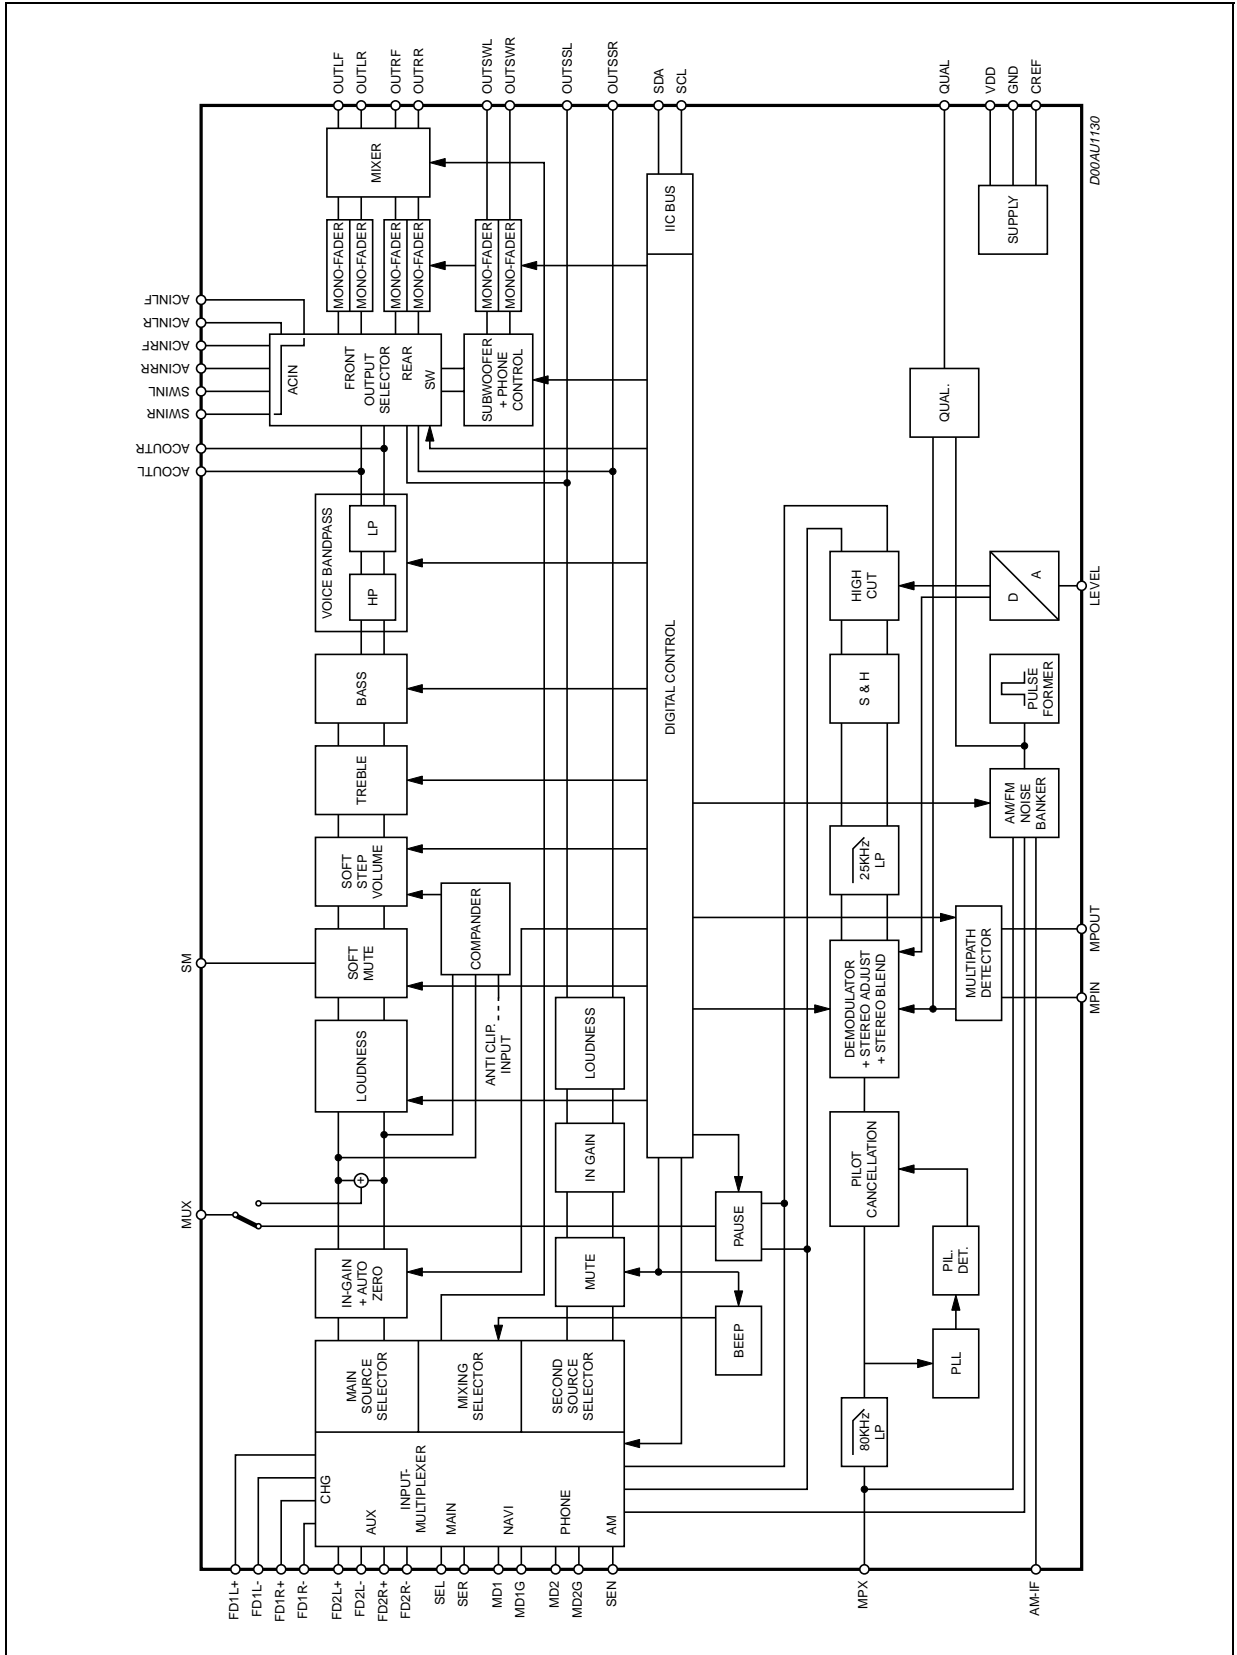 OUTLF
OUTLR
OUTRF
OUTRR
OUTSWL
OUTSWR
OUTSSL
OUTSSR
SDA
SCL
QUAL
VDD
GND
CREF
D00AU1130
MIXER
MONO-FADER
MONO-FADER
MONO-FADER
MONO-FADER
MONO-FADER
MONO-FADER
IIC BUS
SUPPLY
ACINLF
ACINLR
ACINRF
ACINRR
SWINL
SWINR
ACOUTR
ACOUTL
ACIN
FRONT
OUTPUT
SELECTOR
REAR
SW
SUBWOOFER
+ PHONE
CONTROL
QUAL.
VOICE BANDPASS
LP
HP
HIGH
CUT
D
A
LEVEL
BASS
DIGITAL CONTROL
S & H
PULSE
FORMER
TREBLE
AM/FM
NOISE
BANKER
SOFT
STEP
VOLUME
25KHz
LP
COMPANDER
SM
SOFT
MUTE
ANTI CLIP.
INPUT
DEMODULATOR
+ STEREO ADJUST
+ STEREO BLEND
MULTIPATH
DETECTOR
MPOUT
MPIN
LOUDNESS
LOUDNESS
+
IN GAIN
PILOT
CANCELLATION
MUX
PAUSE
IN-GAIN
+ AUTO
ZERO
MUTE
PIL.
DET.
BEEP
PLL
MAIN
SOURCE
SELECTOR
MIXING
SELECTOR
SECOND
SOURCE
SELECTOR
80KHz
LP
CHG
AUX
INPUT-
MULTIPLEXER
MAIN
NAVI
PHONE
AM
FD1L+
FD1L-
FD1R+
FD1R-
FD2L+
FD2L-
FD2R+
FD2R-
SEL
SER
MD1
MD1G
MD2
MD2G
SEN
MPX
AM-IF